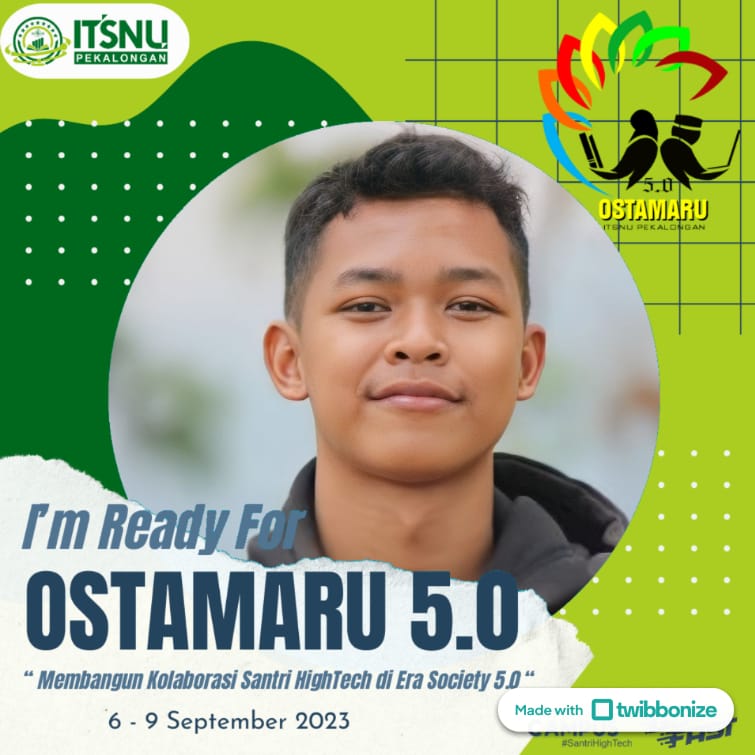 ITSNU
PEKALONGAN
5.0
OSTAMARU
ITSNU PEKALONGAN
I'm Ready For
OSTAMARU 5.0
“ Membangun Kolaborasi Santri HighTech di Era Society 5.0 “
6 - 9 September 2023
Made with twibbonize
#SantriHighTech